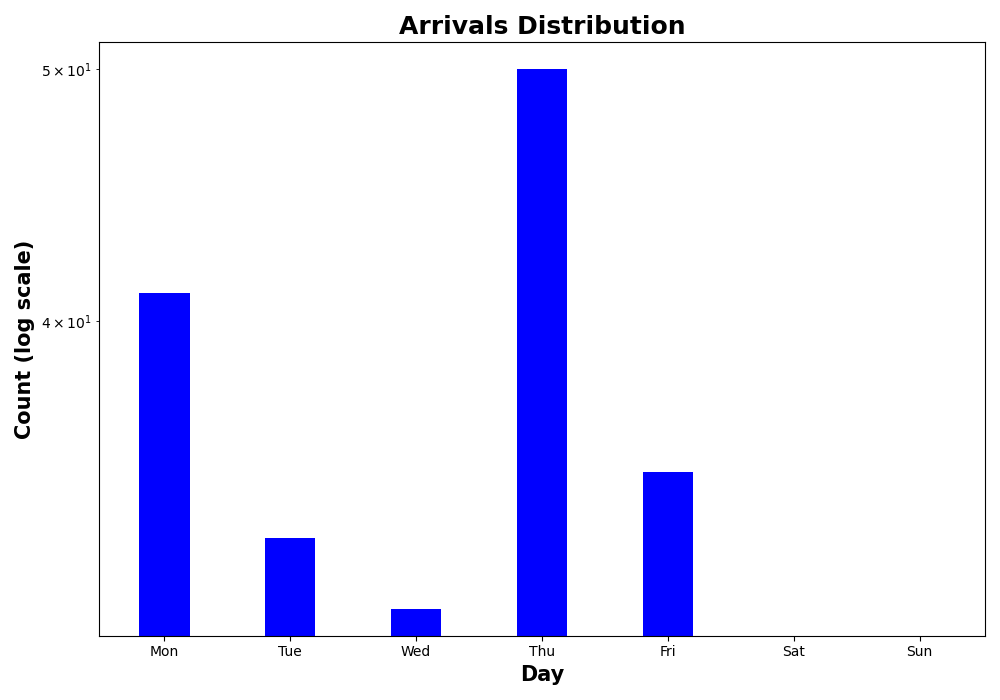 Arrivals Distribution
5 × 10¹
4 × 10¹
Count (log scale)
Mon Tue Wed Thu Fri Sat Sun
Day